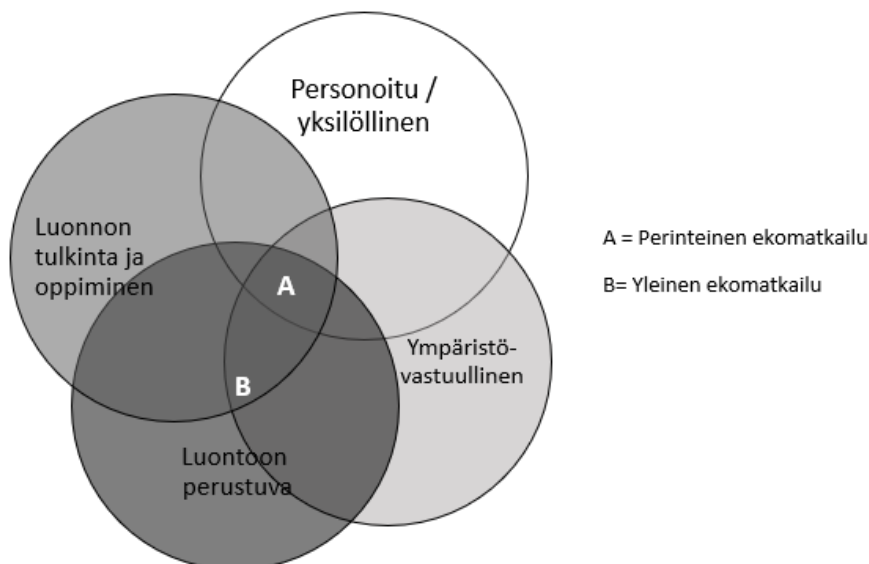 Personoitu /
yksilöllinen
Luonnon
tulkinta ja
oppiminen
A
B
Ympäristö-
vastuullinen
Luontoon
perustuva
A = Perinteinen ekomatkailu
B= Yleinen ekomatkailu